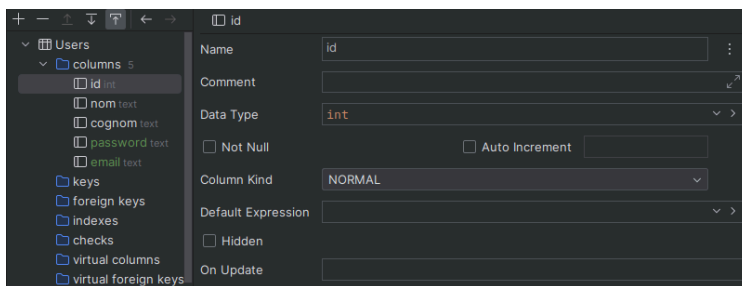 id
Users
columns 5
id int
nom text
cognom text
password text
email text
keys
foreign keys
indexes
checks
virtual columns
virtual foreign keys
Name id
Comment
Data Type int
Not Null Auto Increment
Column Kind NORMAL
Default Expression
Hidden
On Update